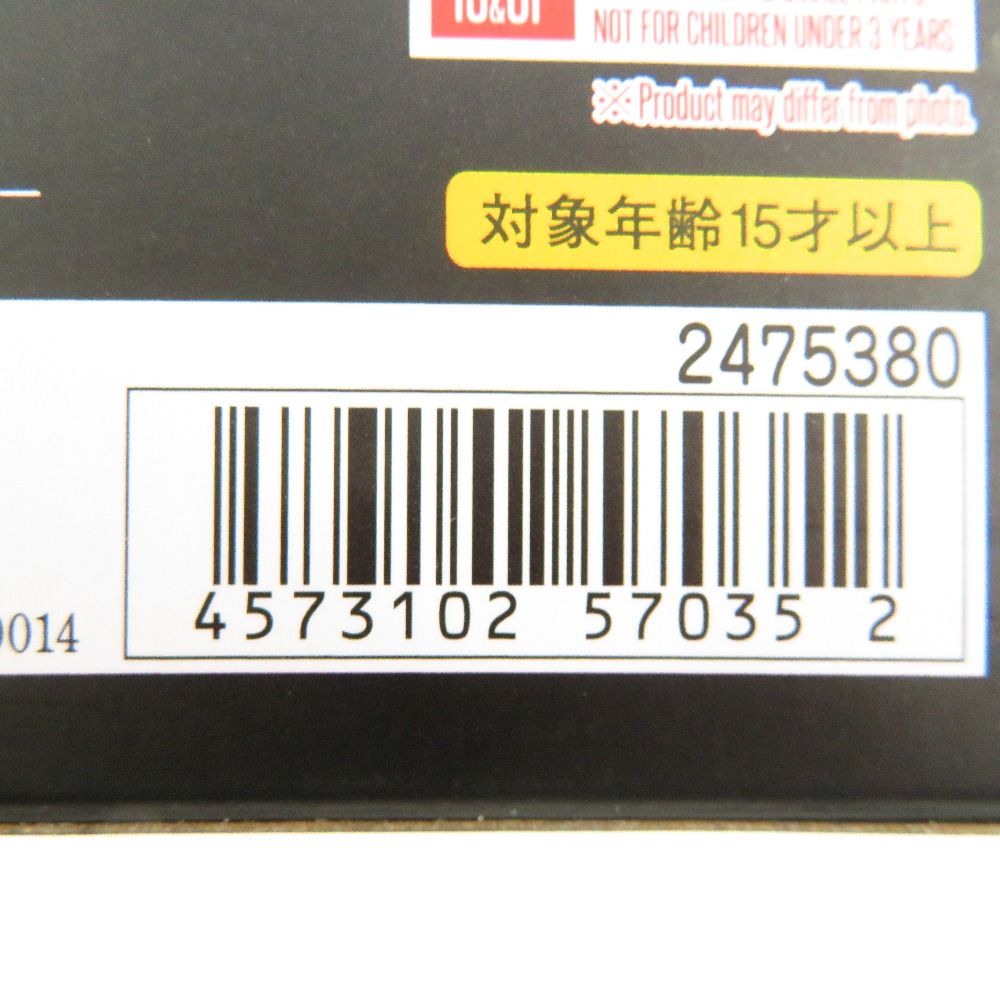 NOT FOR CHILDREN UNDER 3 YEARS
※Product may differ from photo.
対象年齢15才以上
2475380
4573102 57035 2
0014